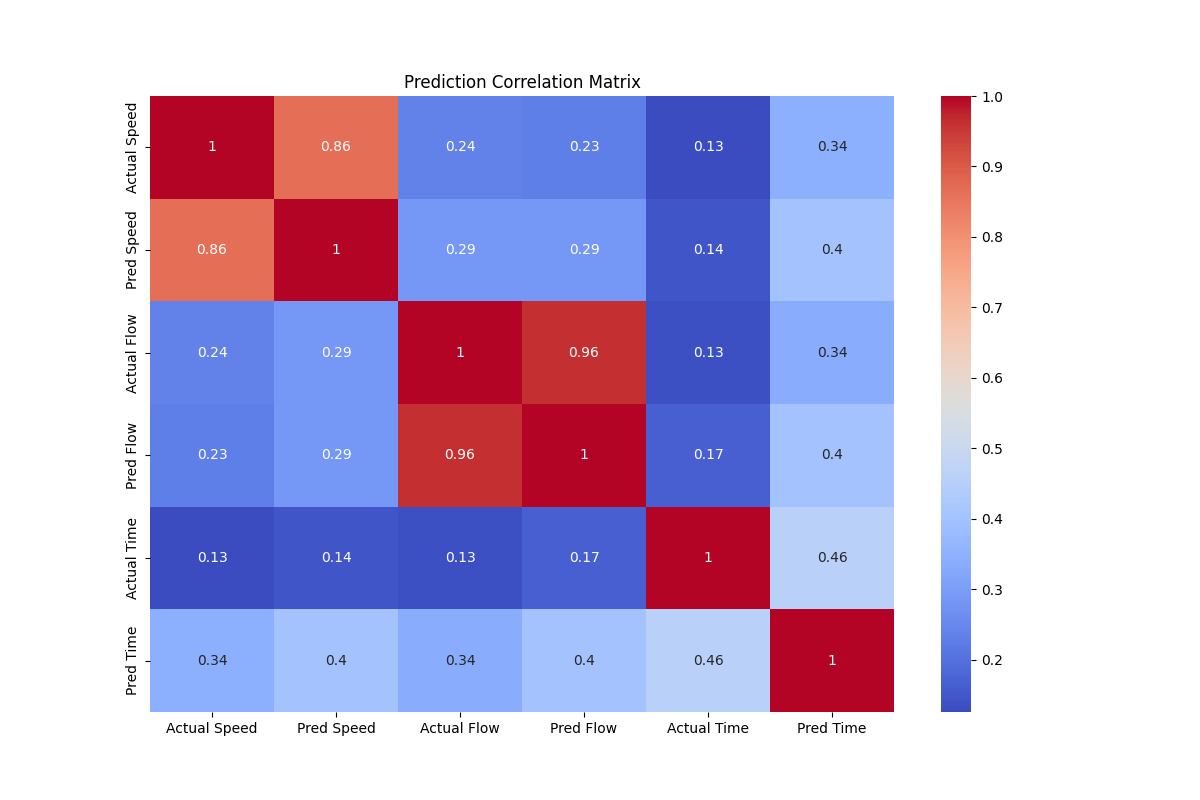 Prediction Correlation Matrix
Actual Speed 1 0.86 0.24 0.23 0.13 0.34
Pred Speed 0.86 1 0.29 0.29 0.14 0.4
Actual Flow 0.24 0.29 1 0.96 0.13 0.34
Pred Flow 0.23 0.29 0.96 1 0.17 0.4
Actual Time 0.13 0.14 0.13 0.17 1 0.46
Pred Time 0.34 0.4 0.34 0.4 0.46 1
Actual Speed Pred Speed Actual Flow Pred Flow Actual Time Pred Time
1.0
0.9
0.8
0.7
0.6
0.5
0.4
0.3
0.2